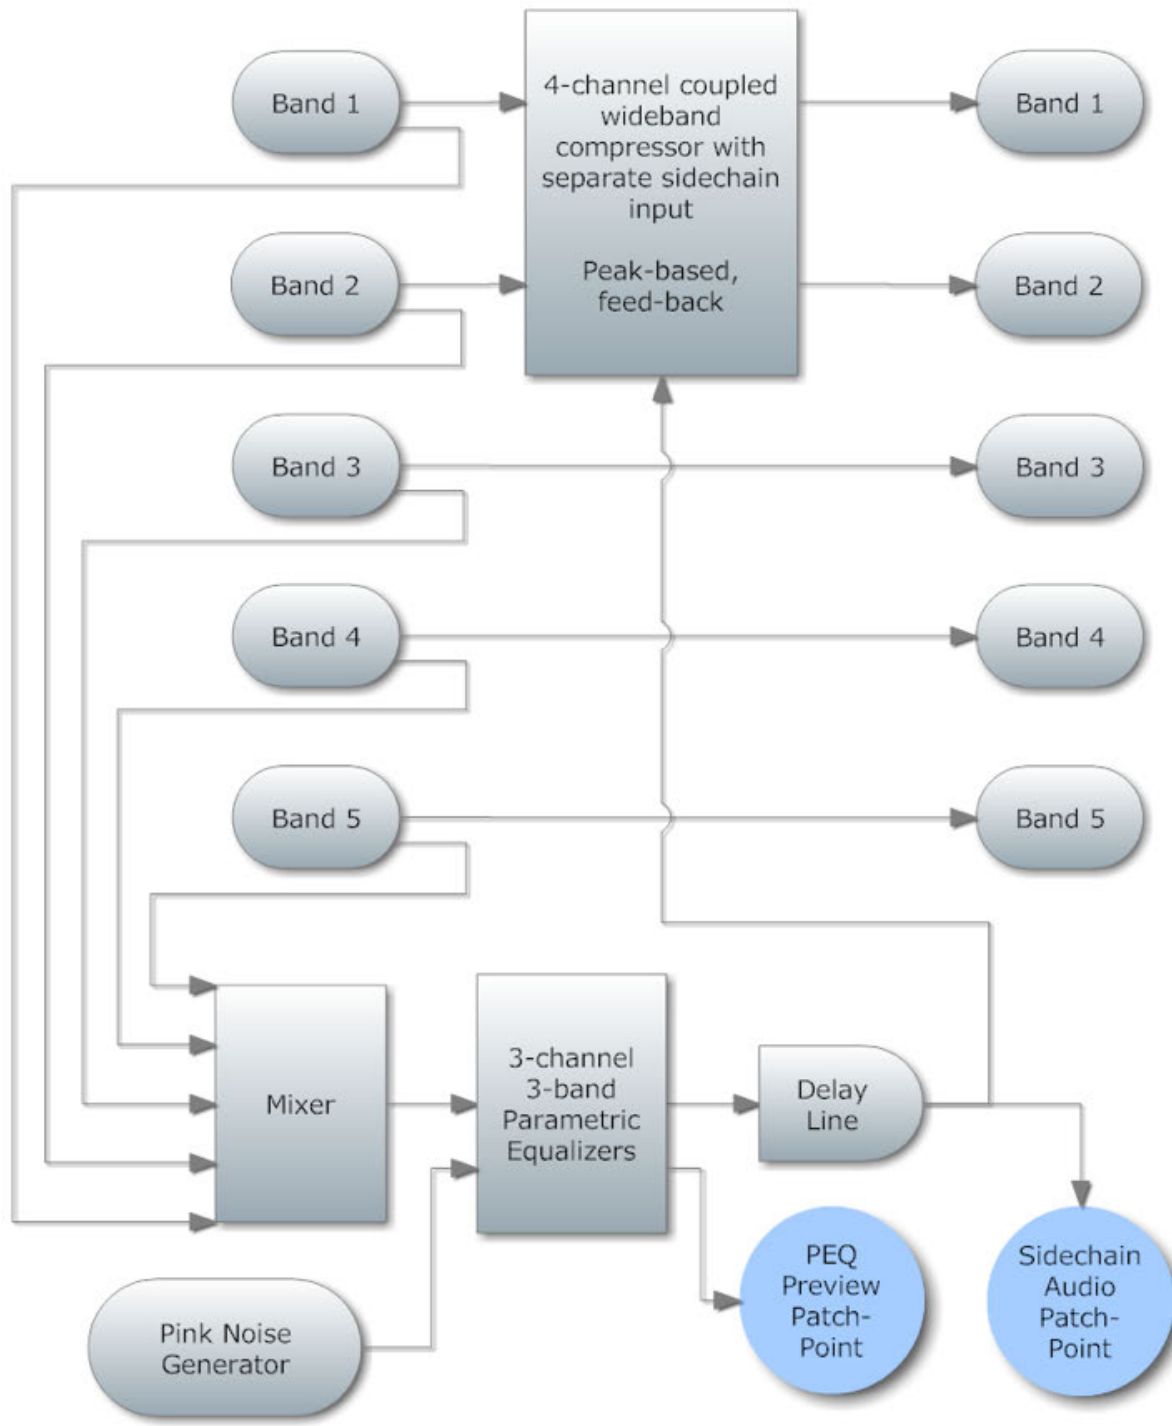 Band 1
4-channel coupled
wideband
compressor with
separate sidechain
input
Peak-based,
feed-back
Band 1
Band 2
Band 2
Band 3
Band 3
Band 4
Band 4
Band 5
Band 5
Mixer
3-channel
3-band
Parametric
Equalizers
Delay
Line
Pink Noise
Generator
PEQ
Preview
Patch-
Point
Sidechain
Audio
Patch-
Point